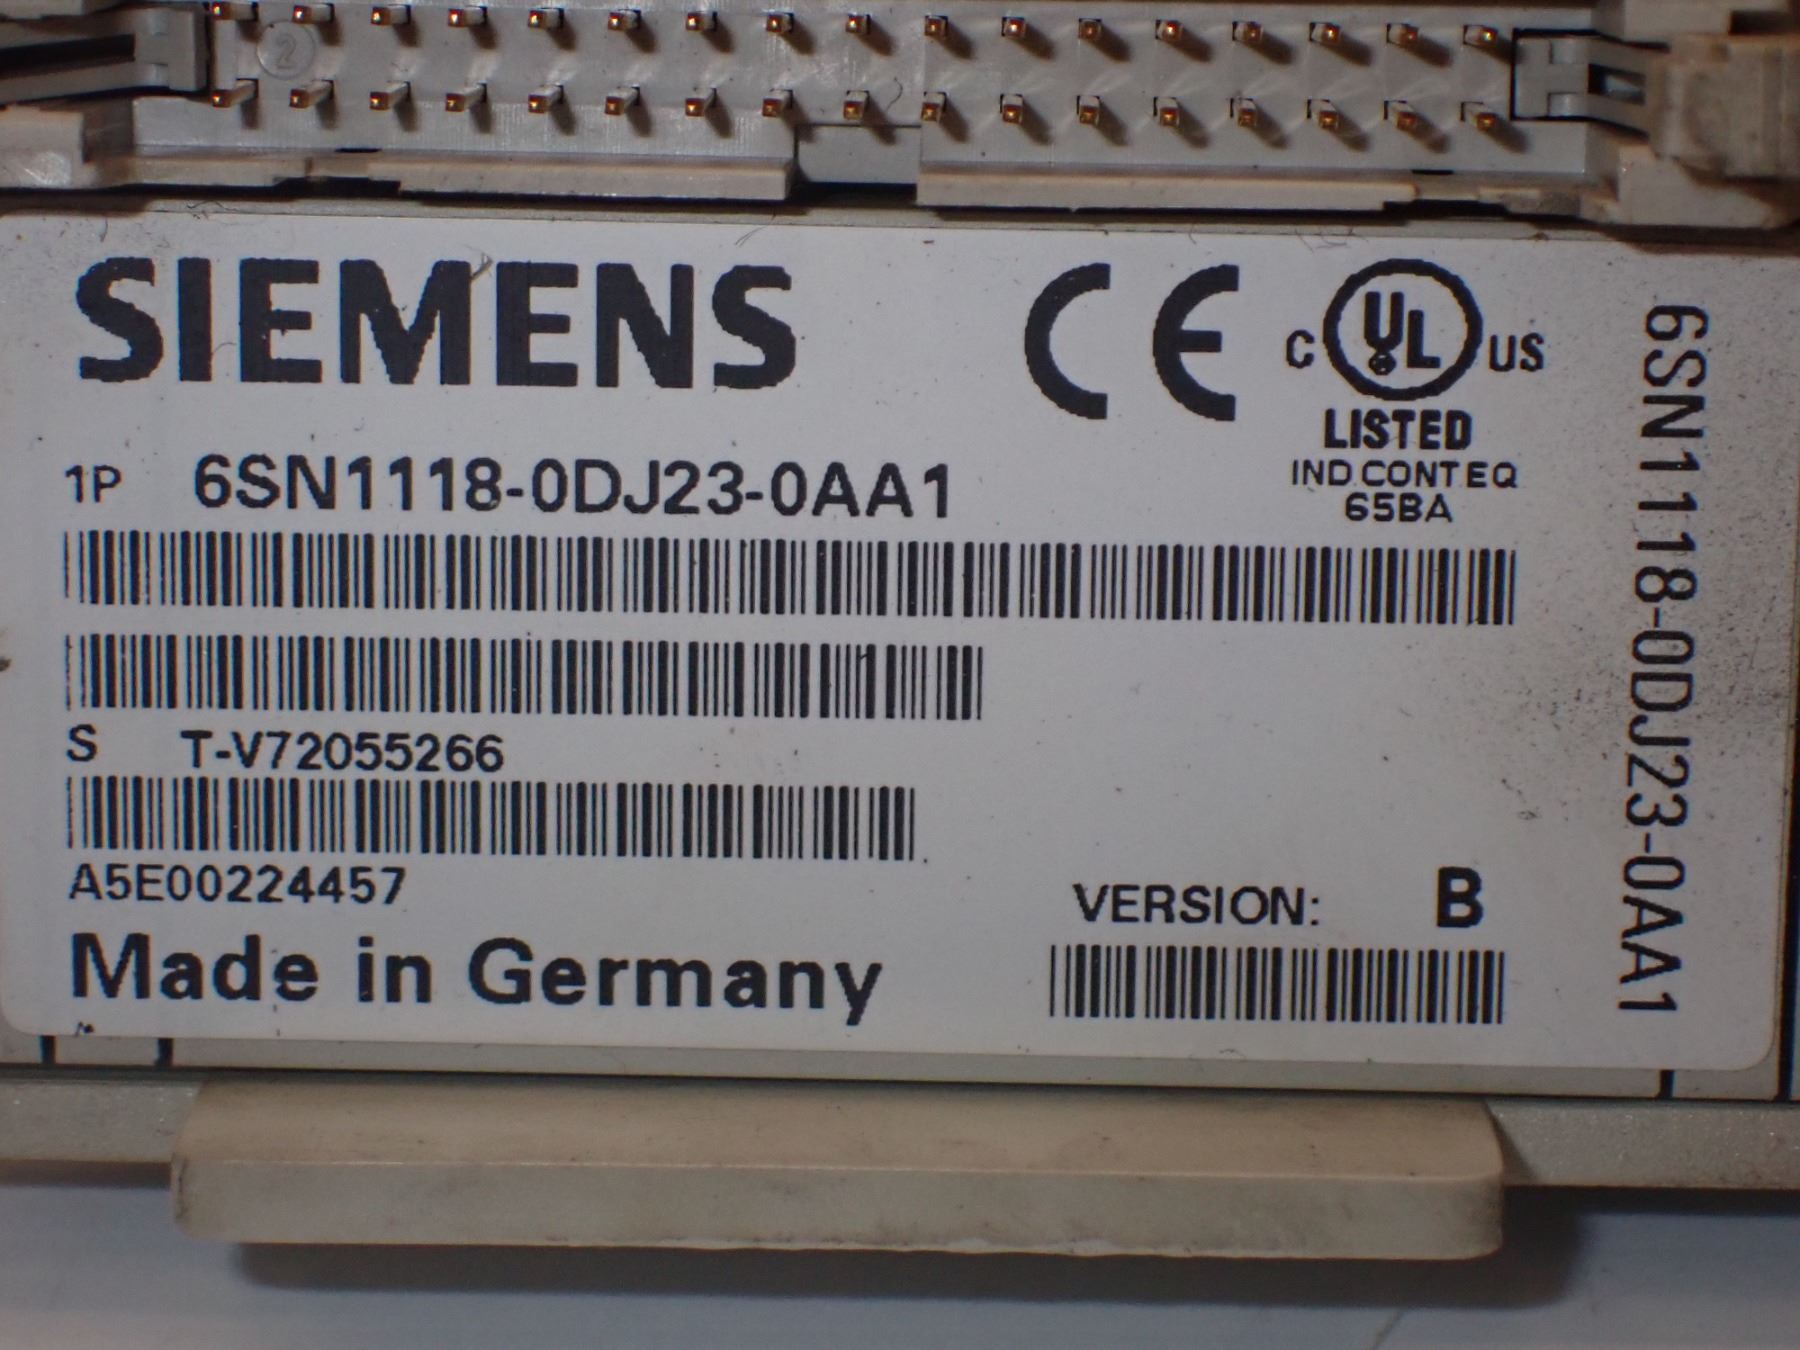 2
SIEMENS
CE
C UL US
LISTED
IND.CONT.EQ
65BA
1P 6SN1118-0DJ23-0AA1
S T-V72055266
A5E00224457
VERSION: B
Made in Germany
6SN1118-0DJ23-0AA1